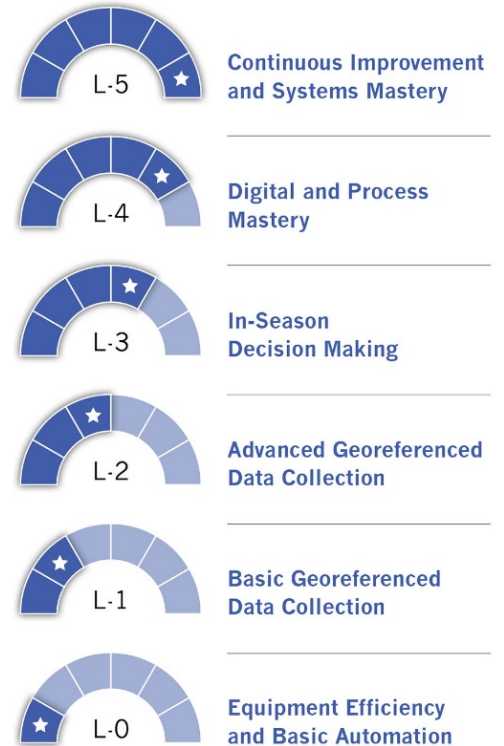 L-5
Continuous Improvement
and Systems Mastery
L-4
Digital and Process
Mastery
L-3
In-Season
Decision Making
L-2
Advanced Georeferenced
Data Collection
L-1
Basic Georeferenced
Data Collection
L-0
Equipment Efficiency
and Basic Automation